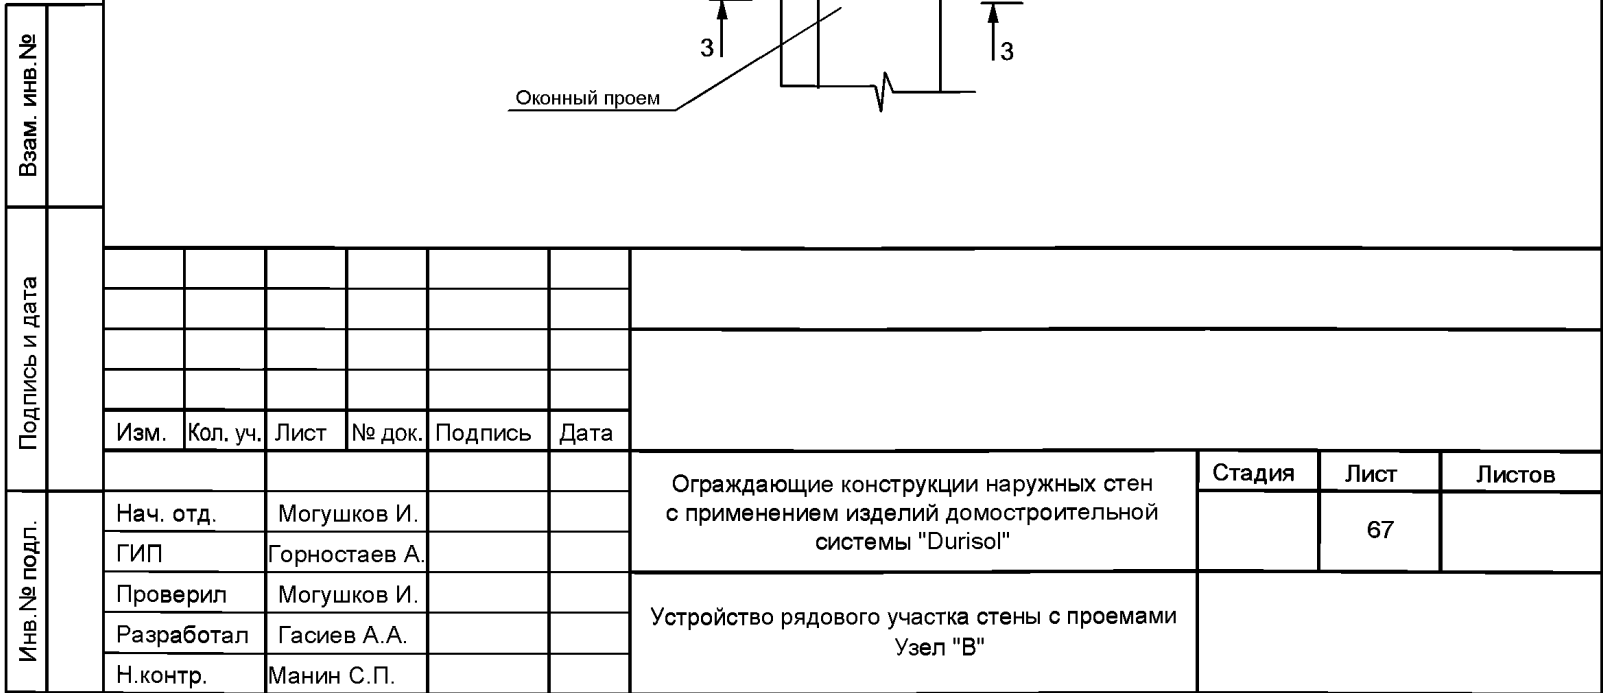 3
3
Оконный проем
Взам. инв.№
Подпись и дата
Инв.№ подл.
Изм. Кол. уч. Лист № док. Подпись Дата
Нач. отд. Могушков И.
ГИП Горностаев А.
Проверил Могушков И.
Разработал Гасиев А.А.
Н.контр. Манин С.П.
Ограждающие конструкции наружных стен
с применением изделий домостроительной
системы "Durisol"
Стадия Лист Листов
67
Устройство рядового участка стены с проемами
Узел "В"